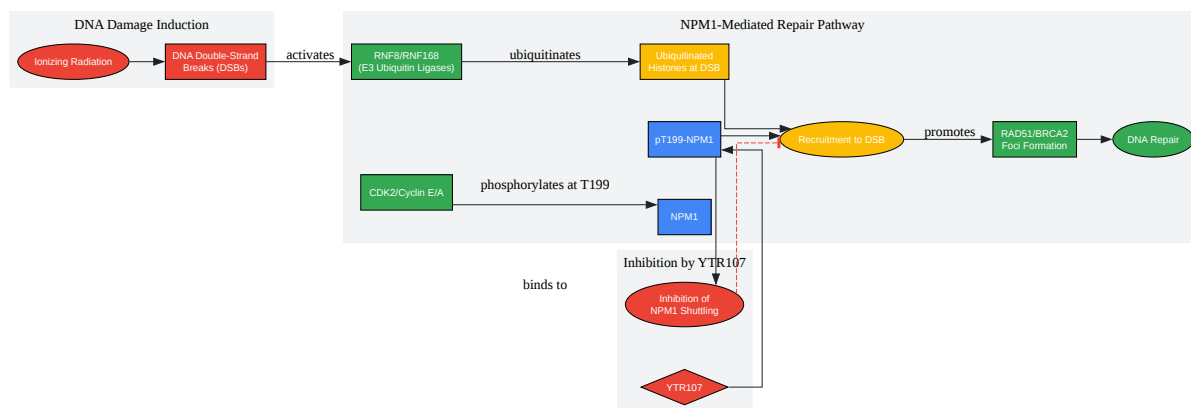 DNA Damage Induction
NPM1-Mediated Repair Pathway
Ionizing Radiation
DNA Double-Strand
Breaks (DSBs)
activates
RNF8/RNF168
(E3 Ubiquitin Ligases)
ubiquitinates
Ubiquitinated
Histones at DSB
pT199-NPM1
Recruitment to DSB
promotes
RAD51/BRCA2
Foci Formation
DNA Repair
CDK2/Cyclin E/A
phosphorylates at T199
NPM1
Inhibition by YTR107
binds to
Inhibition of
NPM1 Shuttling
YTR107